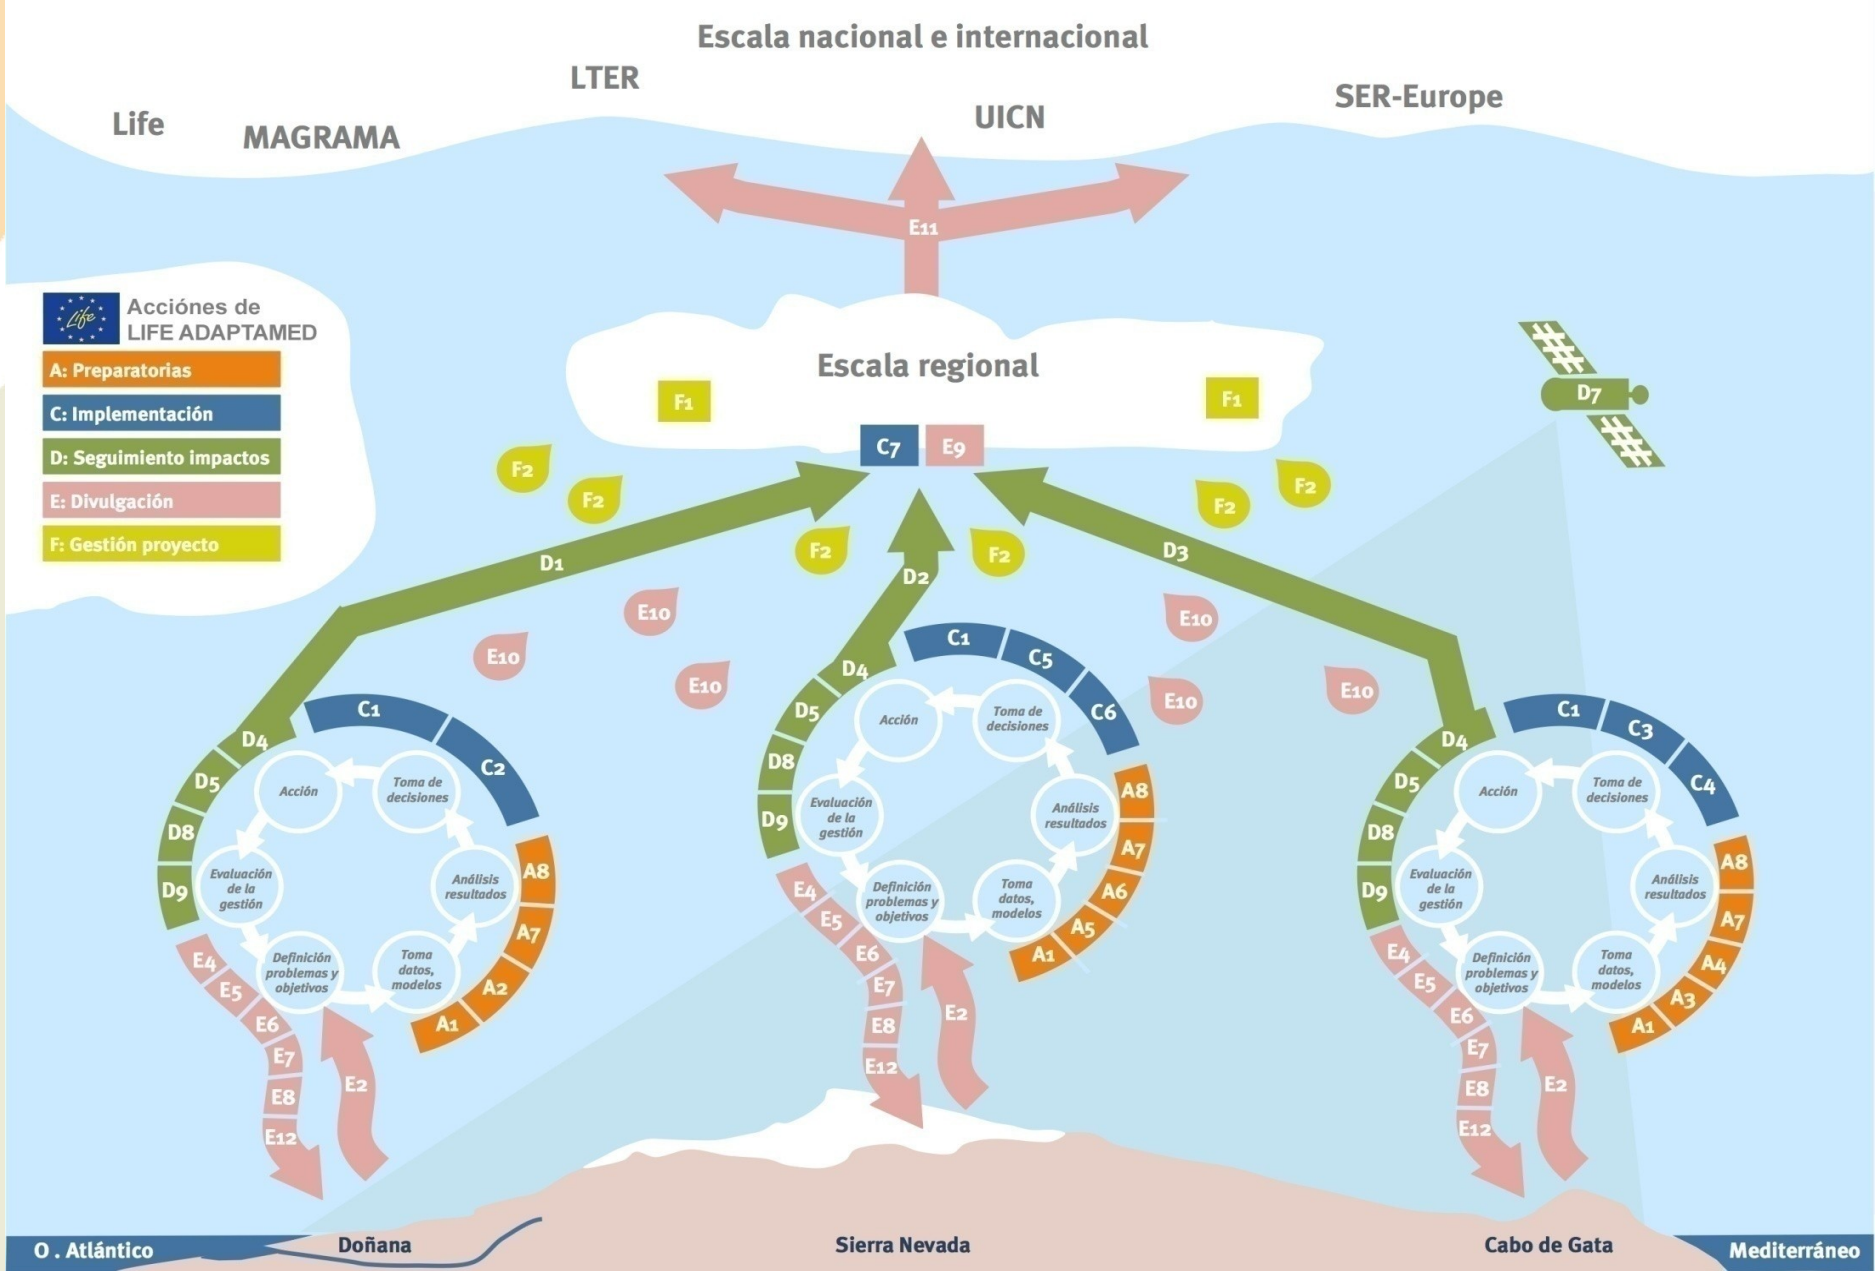 Escala nacional e internacional
LTER
SER-Europe
UICN
Life
MAGRAMA
E11
Life
Acciónes de
LIFE ADAPTAMED
A: Preparatorias
C: Implementación
D: Seguimiento impactos
E: Divulgación
F: Gestión proyecto
Escala regional
F1
F1
C7
E9
D7
F2
F2
F2
F2
F2
F2
D1
D2
D3
E10
E10
E10
E10
E10
E10
C1
C2
D4
D5
D8
D9
Acción
Toma de
decisiones
Evaluación
de la
gestión
Análisis
resultados
Definición
problemas y
objetivos
Toma
datos,
modelos
A8
A7
A2
A1
E4
E5
E6
E7
E8
E12
E2
C1
C5
C6
D4
D5
D8
D9
Acción
Toma de
decisiones
Evaluación
de la
gestión
Análisis
resultados
Definición
problemas y
objetivos
Toma
datos,
modelos
A8
A7
A6
A5
A1
E4
E5
E6
E7
E8
E12
E2
C1
C3
C4
D4
D5
D8
D9
Acción
Toma de
decisiones
Evaluación
de la
gestión
Análisis
resultados
Definición
problemas y
objetivos
Toma
datos,
modelos
A8
A7
A4
A3
A1
E4
E5
E6
E7
E8
E12
E2
O . Atlántico
Doñana
Sierra Nevada
Cabo de Gata
Mediterráneo